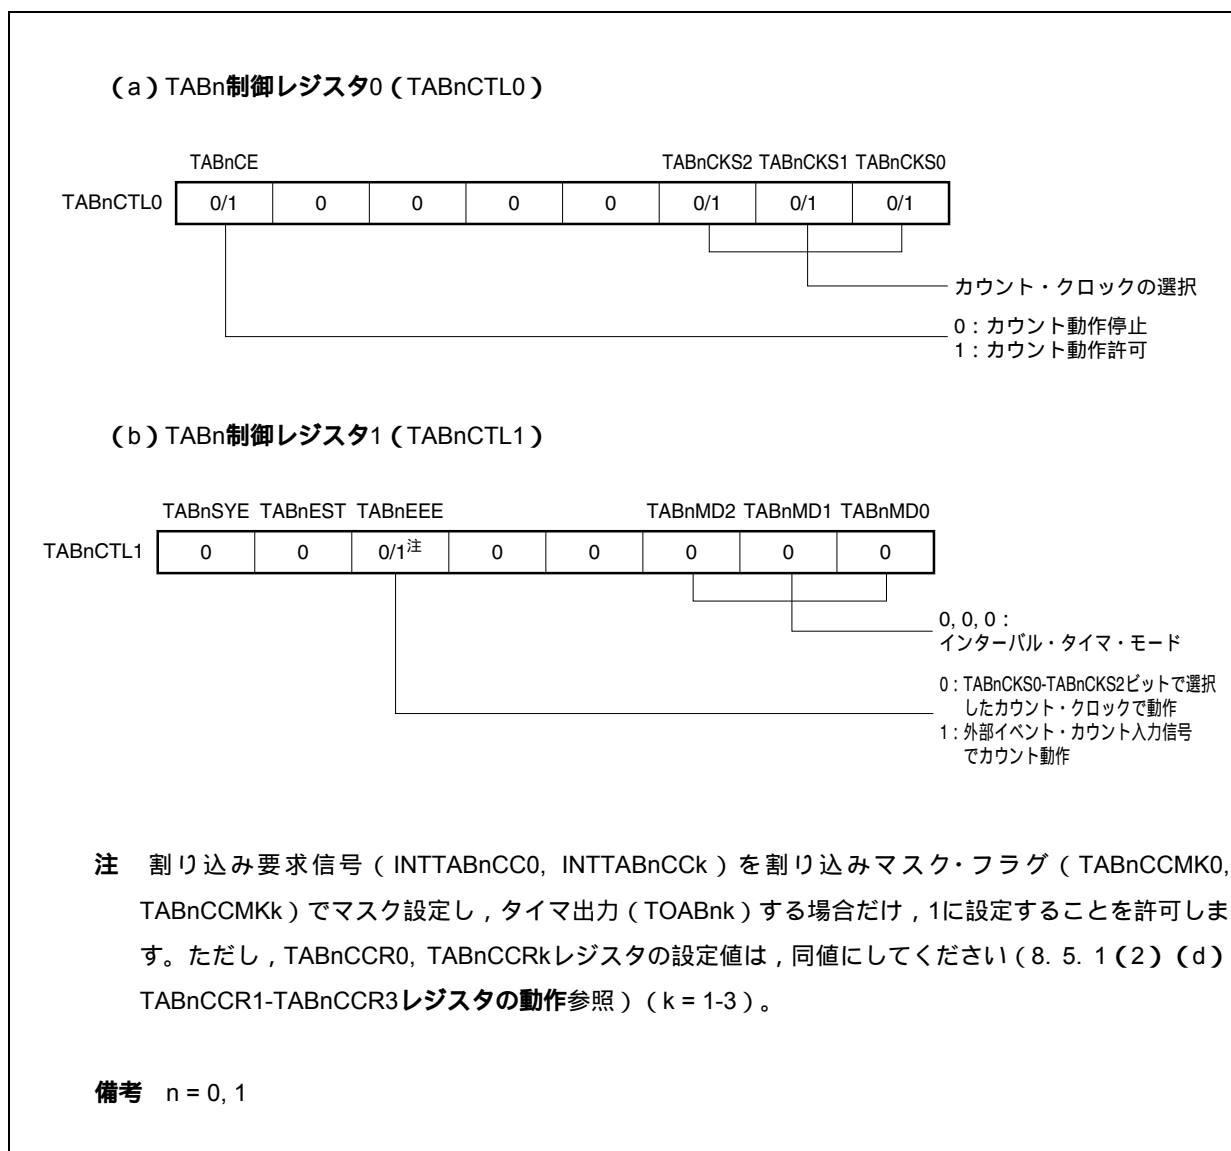 （a）TABn制御レジスタ0（TABnCTL0）
TABnCE TABnCKS2 TABnCKS1 TABnCKS0
TABnCTL0 0/1 0 0 0 0 0/1 0/1 0/1
カウント・クロックの選択
0：カウント動作停止
1：カウント動作許可
（b）TABn制御レジスタ1（TABnCTL1）
TABnSYE TABnEST TABnEEE TABnMD2 TABnMD1 TABnMD0
TABnCTL1 0 0 0/1注 0 0 0 0 0
0, 0, 0：
インターバル・タイマ・モード
0：TABnCKS0-TABnCKS2ビットで選択
したカウント・クロックで動作
1：外部イベント・カウント入力信号
でカウント動作
注 割り込み要求信号（INTTABnCC0, INTTABnCCk）を割り込みマスク・フラグ（TABnCCMK0,
TABnCCMKk）でマスク設定し，タイマ出力（TOABnk）する場合だけ，1に設定することを許可しま
す。ただし，TABnCCR0, TABnCCRkレジスタの設定値は，同値にしてください（8. 5. 1（2）（d）
TABnCCR1-TABnCCR3レジスタの動作参照）（k = 1-3）。
備考 n = 0, 1